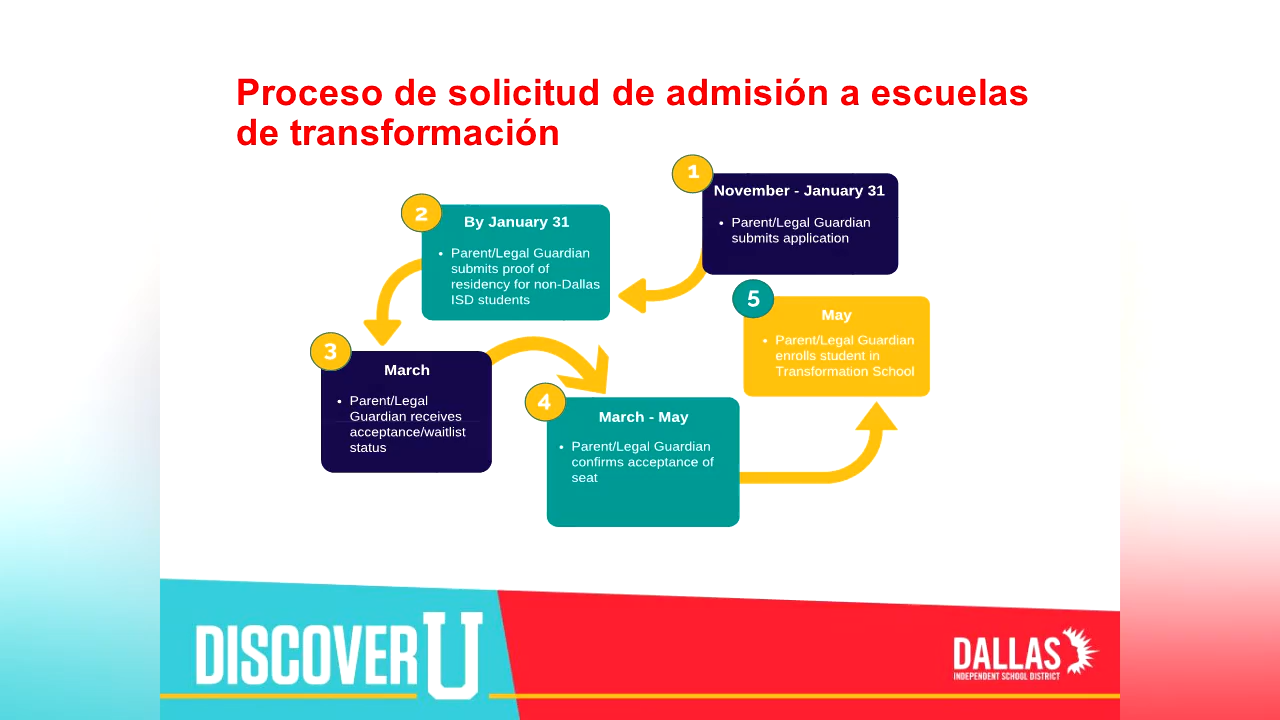 Proceso de solicitud de admisión a escuelas
de transformación
1
November - January 31
• Parent/Legal Guardian
submits application
2
By January 31
• Parent/Legal Guardian
submits proof of
residency for non-Dallas
ISD students
3
March
• Parent/Legal
Guardian receives
acceptance/waitlist
status
4
March - May
• Parent/Legal Guardian
confirms acceptance of
seat
5
May
• Parent/Legal Guardian
enrolls student in
Transformation School
DISCOVER U
DALLAS
INDEPENDENT SCHOOL DISTRICT